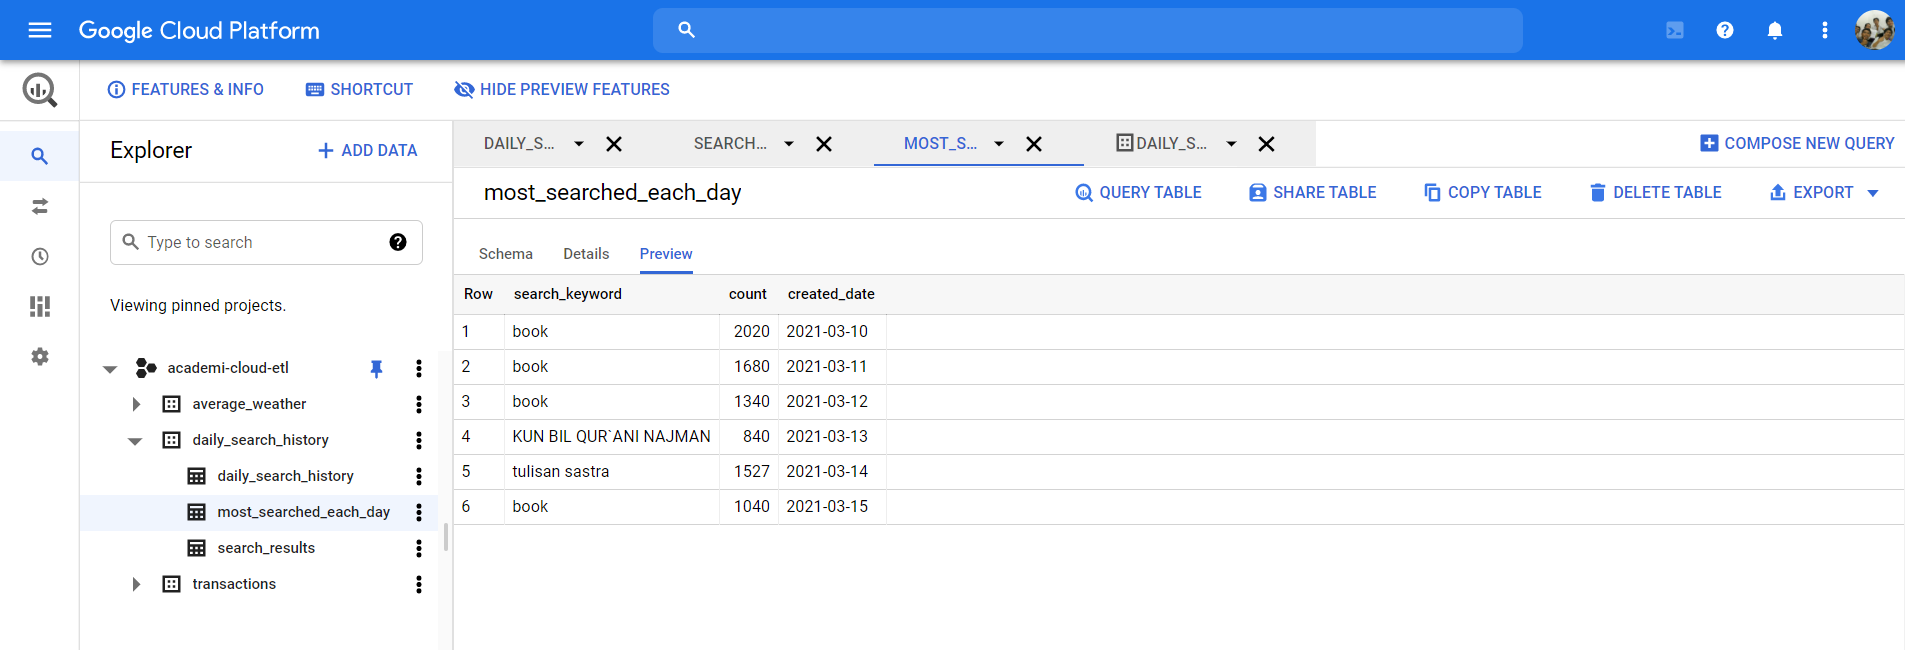 Google Cloud Platform
FEATURES & INFO SHORTCUT HIDE PREVIEW FEATURES
Explorer
ADD DATA
Type to search
Viewing pinned projects.
academi-cloud-etl
average_weather
daily_search_history
daily_search_history
most_searched_each_day
search_results
transactions
DAILY_S... SEARCH... MOST_S... DAILY_S... COMPOSE NEW QUERY
most_searched_each_day QUERY TABLE SHARE TABLE COPY TABLE DELETE TABLE EXPORT
Schema Details Preview
Row search_keyword count created_date
1 book 2020 2021-03-10
2 book 1680 2021-03-11
3 book 1340 2021-03-12
4 KUN BIL QUR`ANI NAJMAN 840 2021-03-13
5 tulisan sastra 1527 2021-03-14
6 book 1040 2021-03-15